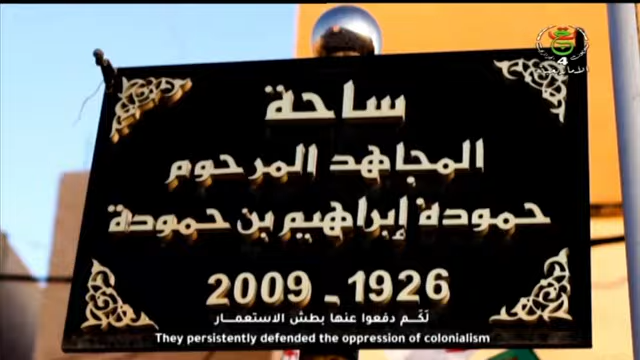 ساحة
المجاهد المرحوم
حمودة إبراهيم بن حمودة
2009 - 1926
لَكَم دفعوا عنها بطش الاستعمار
They persistently defended the oppression of colonialism
4